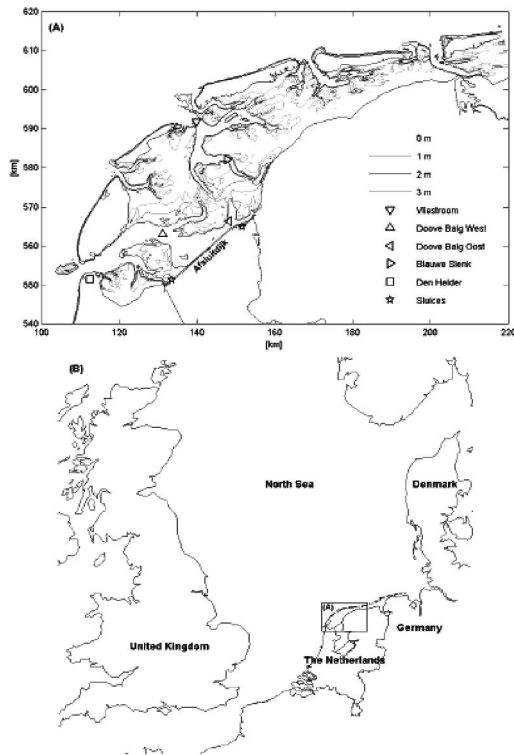 (A)
620
610
600
590
580
570
560
550
540
[km]
100
120
140
160
180
200
220
[km]
0 m
1 m
2 m
3 m
Vliestroom
Doove Balg West
Doove Balg Oost
Blauwe Slenk
Den Helder
Sluices
Afsluitdijk
(B)
North Sea
Denmark
(A)
Germany
United Kingdom
The Netherlands